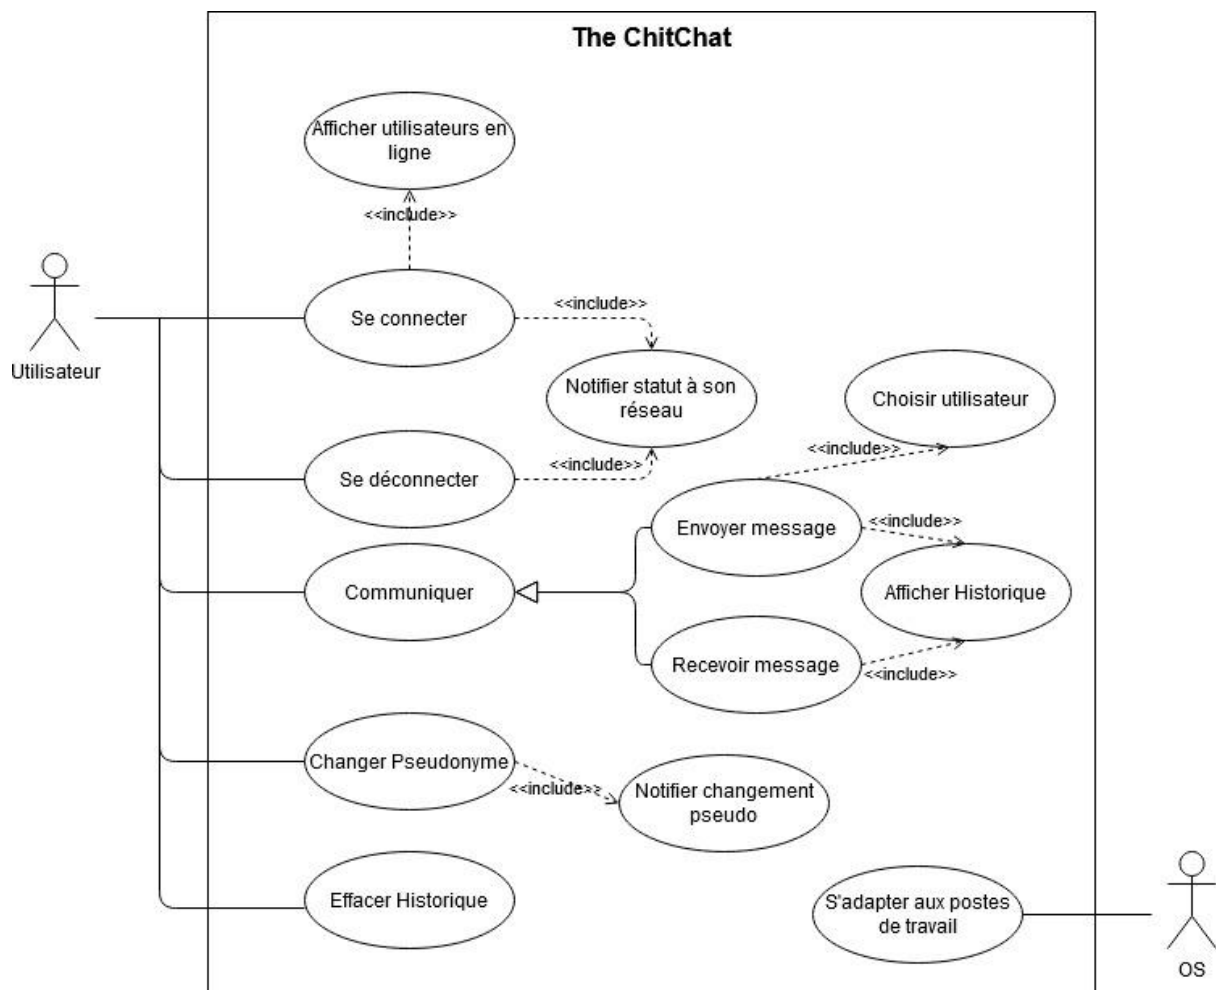 The ChitChat
Afficher utilisateurs en
ligne
<<include>>
Se connecter
<<include>>
Utilisateur
Notifier statut à son
réseau
Choisir utilisateur
<<include>>
Se déconnecter
<<include>>
Envoyer message
<<include>>
Communiquer
Afficher Historique
Recevoir message
<<include>>
Changer Pseudonyme
<<include>>
Notifier changement
pseudo
Effacer Historique
S'adapter aux postes
de travail
OS